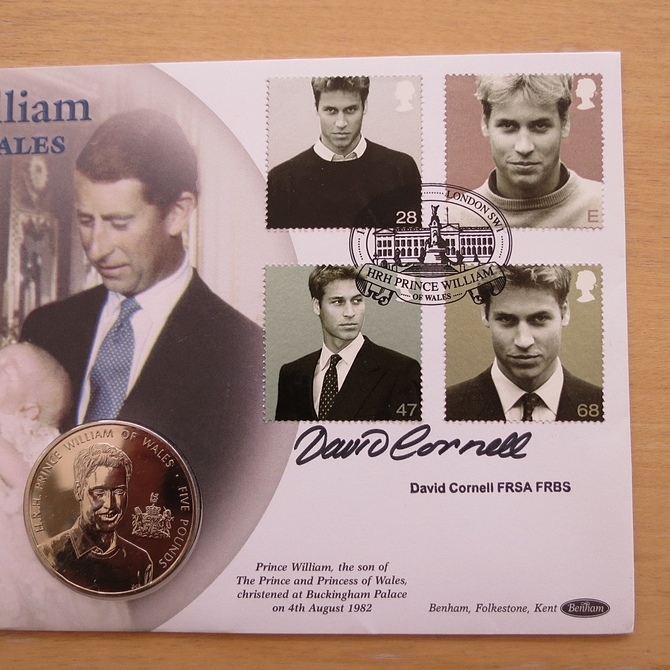 lliam
ALES
28
E
LONDON SW1
HRH PRINCE WILLIAM
OF WALES
47
68
David Cornell
David Cornell FRSA FRBS
H.R.H. PRINCE WILLIAM OF WALES · FIVE POUNDS
Prince William, the son of
The Prince and Princess of Wales,
christened at Buckingham Palace
on 4th August 1982
Benham, Folkestone, Kent
Benham